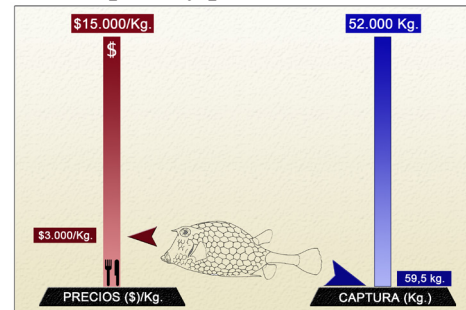 $15.000/Kg.
52.000 Kg.
$
$3.000/Kg.
59,5 kg.
PRECIOS ($)/Kg.
CAPTURA (Kg.)